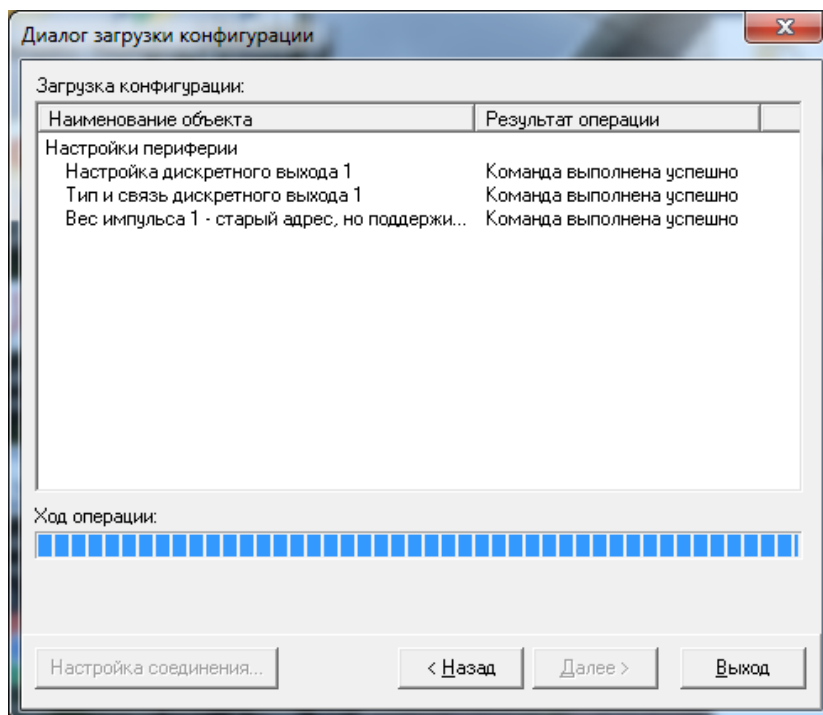 Диалог загрузки конфигурации
Загрузка конфигурации:
Наименование объекта Результат операции
Настройки периферии
Настройка дискретного выхода 1 Команда выполнена успешно
Тип и связь дискретного выхода 1 Команда выполнена успешно
Вес импульса 1 - старый адрес, но поддержи... Команда выполнена успешно
Ход операции:
Настройка соединения... < Назад Далее > Выход